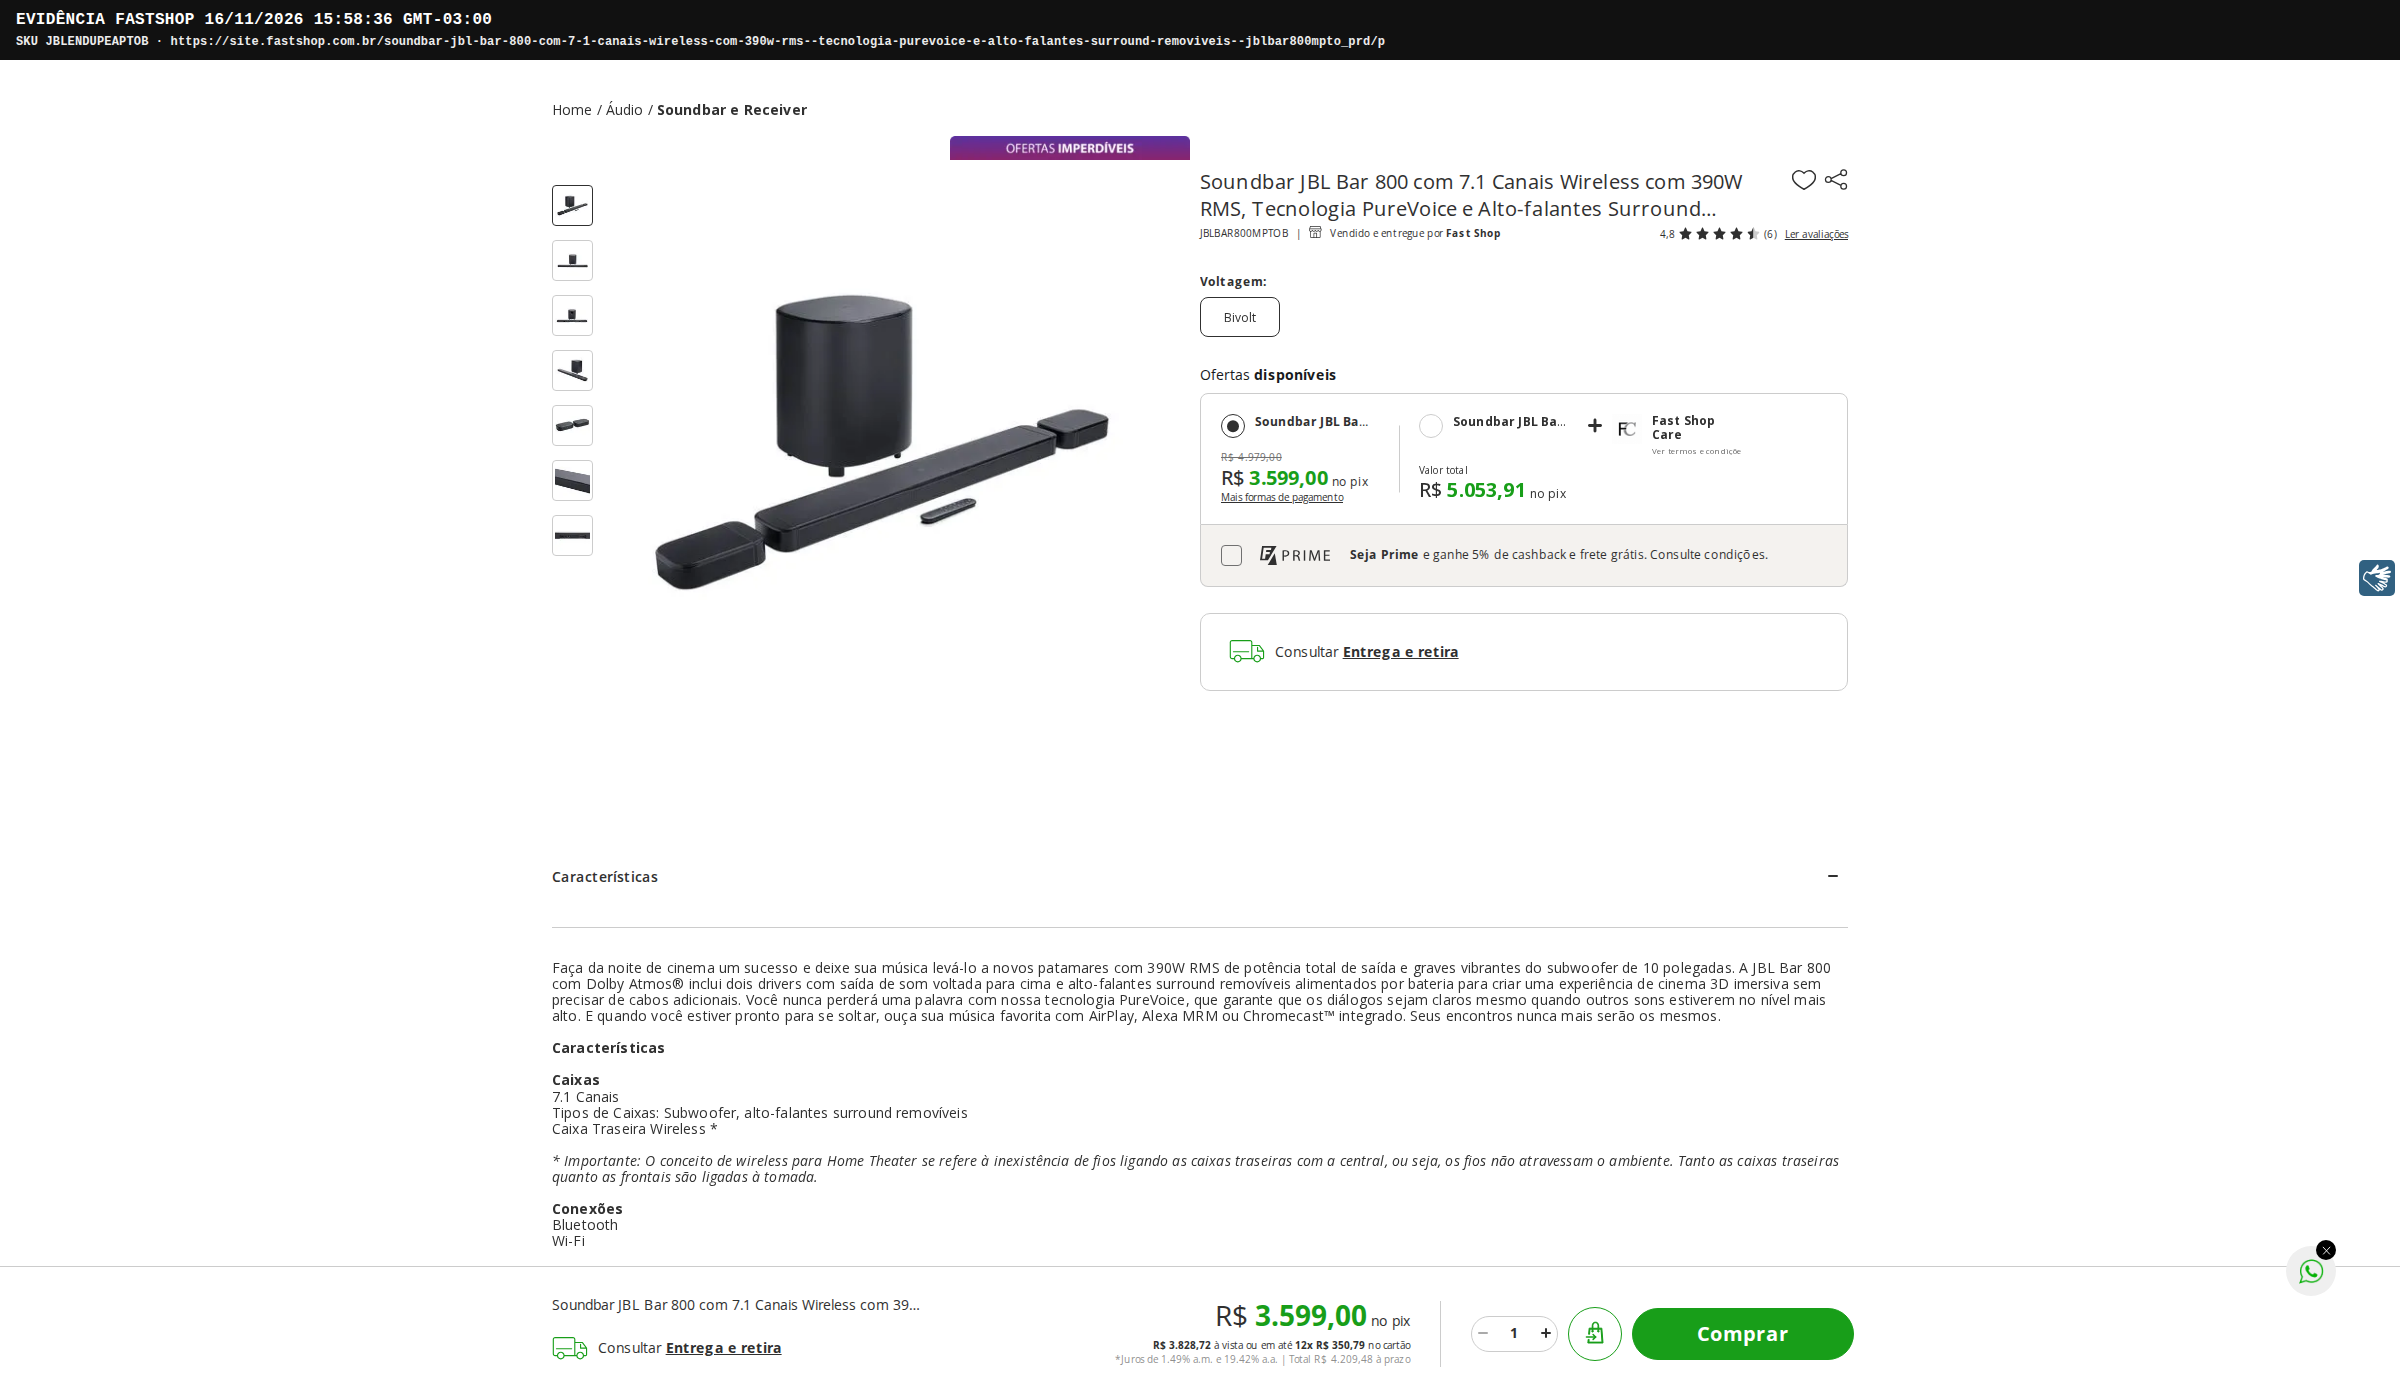 EVIDÊNCIA FASTSHOP 16/11/2026 15:58:36 GMT-03:00
SKU JBLENDUPEAPTOB · https://site.fastshop.com.br/soundbar-jbl-bar-800-com-7-1-canais-wireless-com-390w-rms--tecnologia-purevoice-e-alto-falantes-surround-removiveis--jblbar800mpto_prd/p
Home / Áudio / Soundbar e Receiver
OFERTAS IMPERDÍVEIS
Soundbar JBL Bar 800 com 7.1 Canais Wireless com 390W
RMS, Tecnologia PureVoice e Alto-falantes Surround...
JBLBAR800MPTOB | Vendido e entregue por Fast Shop
4,8 (6) Ler avaliações
Voltagem:
Bivolt
Ofertas disponíveis
Soundbar JBL Ba...
R$ 4.979,00
R$ 3.599,00 no pix
Mais formas de pagamento
Soundbar JBL Ba...
+
FC
Fast Shop
Care
Ver termos e condiçõe
Valor total
R$ 5.053,91 no pix
PRIME
Seja Prime e ganhe 5% de cashback e frete grátis. Consulte condições.
Consultar Entrega e retira
Características
Faça da noite de cinema um sucesso e deixe sua música levá-lo a novos patamares com 390W RMS de potência total de saída e graves vibrantes do subwoofer de 10 polegadas. A JBL Bar 800
com Dolby Atmos® inclui dois drivers com saída de som voltada para cima e alto-falantes surround removíveis alimentados por bateria para criar uma experiência de cinema 3D imersiva sem
precisar de cabos adicionais. Você nunca perderá uma palavra com nossa tecnologia PureVoice, que garante que os diálogos sejam claros mesmo quando outros sons estiverem no nível mais
alto. E quando você estiver pronto para se soltar, ouça sua música favorita com AirPlay, Alexa MRM ou Chromecast™ integrado. Seus encontros nunca mais serão os mesmos.
Características
Caixas
7.1 Canais
Tipos de Caixas: Subwoofer, alto-falantes surround removíveis
Caixa Traseira Wireless *
* Importante: O conceito de wireless para Home Theater se refere à inexistência de fios ligando as caixas traseiras com a central, ou seja, os fios não atravessam o ambiente. Tanto as caixas traseiras
quanto as frontais são ligadas à tomada.
Conexões
Bluetooth
Wi-Fi
Soundbar JBL Bar 800 com 7.1 Canais Wireless com 39...
Consultar Entrega e retira
R$ 3.599,00 no pix
R$ 3.828,72 à vista ou em até 12x R$ 350,79 no cartão
*Juros de 1.49% a.m. e 19.42% a.a. | Total R$ 4.209,48 à prazo
1
Comprar